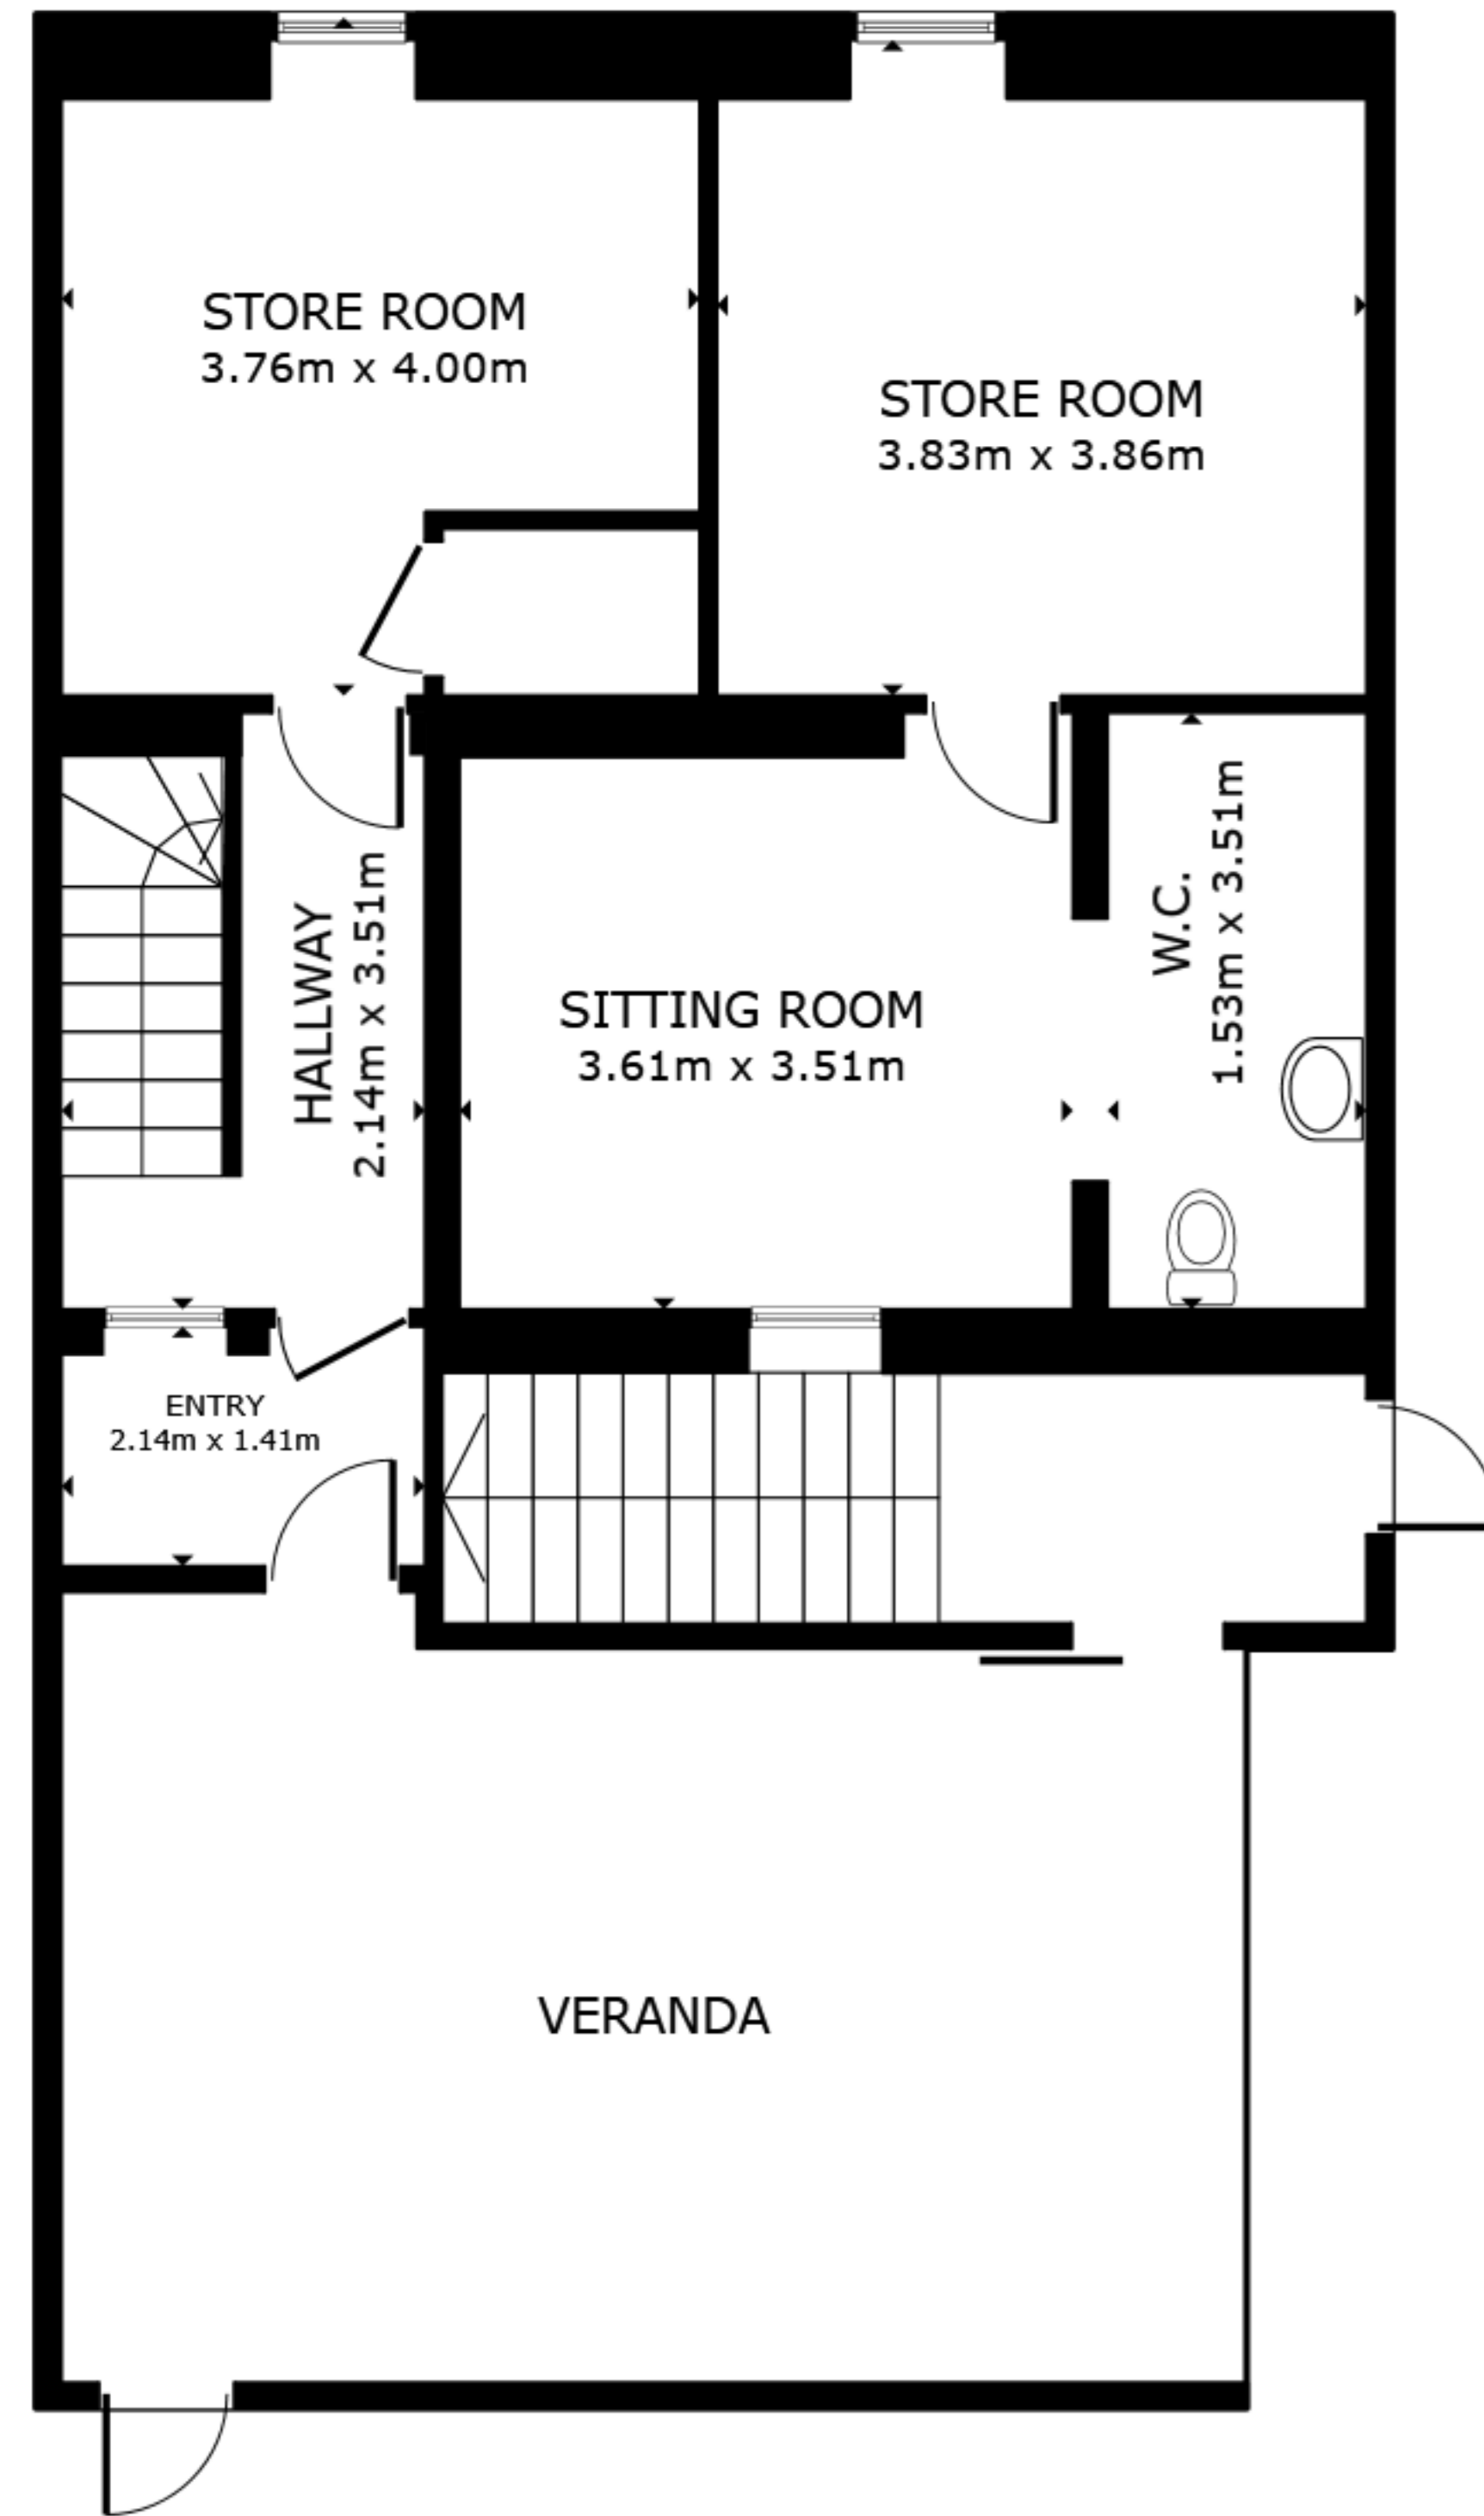 STORE ROOM
3.76m x 4.00m
STORE ROOM
3.83m x 3.86m
HALLWAY
2.14m x 3.51m
SITTING ROOM
3.61m x 3.51m
W.C.
1.53m x 3.51m
ENTRY
2.14m x 1.41m
VERANDA